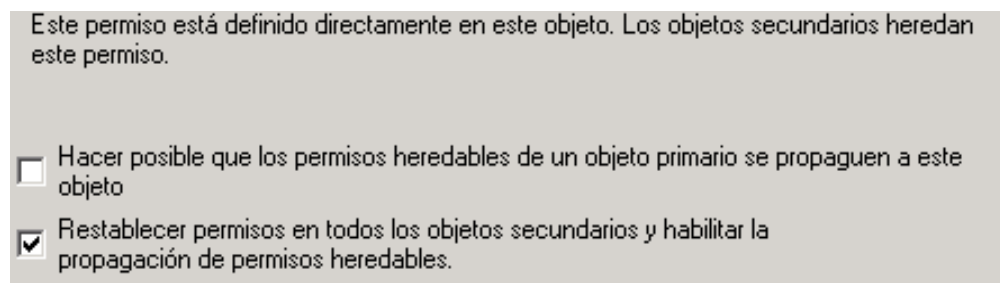 Este permiso está definido directamente en este objeto. Los objetos secundarios heredan
este permiso.
Hacer posible que los permisos heredables de un objeto primario se propaguen a este
objeto
Restablecer permisos en todos los objetos secundarios y habilitar la
propagación de permisos heredables.